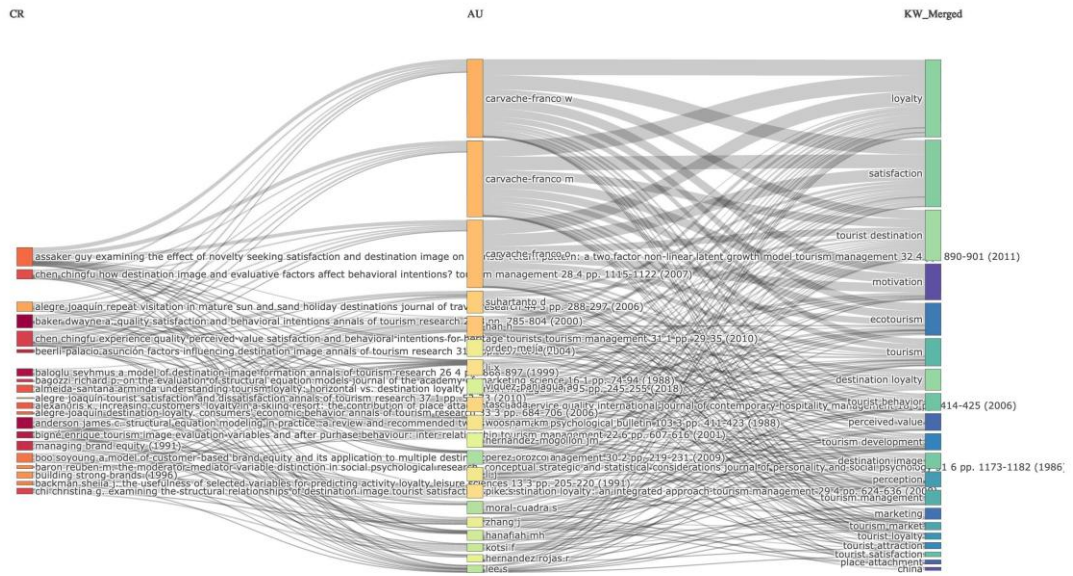 CR
AU
KW_Merged
assaker guy examining the effect of novelty seeking satisfaction and destination image on
pattern: a two factor non-linear latent growth model tourism management 32.4.
890-901 (2011)
chen chingfu how destination image and evaluative factors affect behavioral intentions? tourism management 28.4 pp. 1115-1122 (2007)
alegre joaquín repeat visitation in mature sun and sand holiday destinations journal of travel research 44 3 pp. 288-297 (2006)
baker dwayne a. quality satisfaction and behavioral intentions annals of tourism research
785-804 (2000)
chen chingfu experience quality perceived value satisfaction and behavioral intentions for heritage tourists tourism management 31.1 pp. 29-35 (2010)
beerli-palacio asunción factors influencing destination image annals of tourism research 31
(2004)
baloglu seyhmus a model of destination image formation annals of tourism research 26 4
868-897 (1999)
bagozzi richard p. on the evaluation of structural equation models journal of the academy
marketing science 16 1 pp. 74-94 (1988)
almeida-santana arminda understanding tourism loyalty: horizontal vs. destination loyalty
pp. 245-255 (2018)
alegre joaquín tourist satisfaction and dissatisfaction annals of tourism research 37.1 pp.
(2010)
alexandris k. increasing customers' loyalty in a skiing resort: the contribution of place
service quality international journal of contemporary hospitality management
414-425 (2006)
alegre joaquín destination loyalty. consumers' economic behavior annals of tourism research 33 3 pp. 684-706 (2006)
anderson james c. structural equation modeling in practice: a review and recommended
psychological bulletin 103.3 pp. 411-423 (1988)
bigné enrique tourism image evaluation variables and after purhase behaviour: inter-relationship tourism management 22.6 pp. 607-616 (2001)
managing brand equity (1991)
boo soyoung a model of customer-based brand equity and its application to multiple
management 30.2 pp. 219-231 (2009)
baron reuben m. the moderator-mediator variable distinction in social psychological research.
conceptual strategic and statistical considerations journal of personality and social psychology 51 6 pp. 1173-1182 (1986)
building strong brands (1996)
backman sheila j. the usefulness of selected variables for predicting activity loyalty leisure sciences 13 3 pp. 205-220 (1991)
chi christina g. examining the structural relationships of destination image tourist
destination loyalty: an integrated approach tourism management 29.4 pp. 624-636
carvache-franco w
carvache-franco m
carvache-franco o
suhartanto d
orden-mejía
li x
woosnam km
hernández-mogollón jm
perez orozco
pike s
moral-cuadra s
zhang j
hanafiah mh
kotsi f
hernandez-rojas r
lee s
loyalty
satisfaction
tourist destination
motivation
ecotourism
tourism
destination loyalty
tourist behavior
perceived value
tourism development
destination image
perception
tourism management
marketing
tourism market
tourist loyalty
tourist attraction
tourist satisfaction
place attachment
china